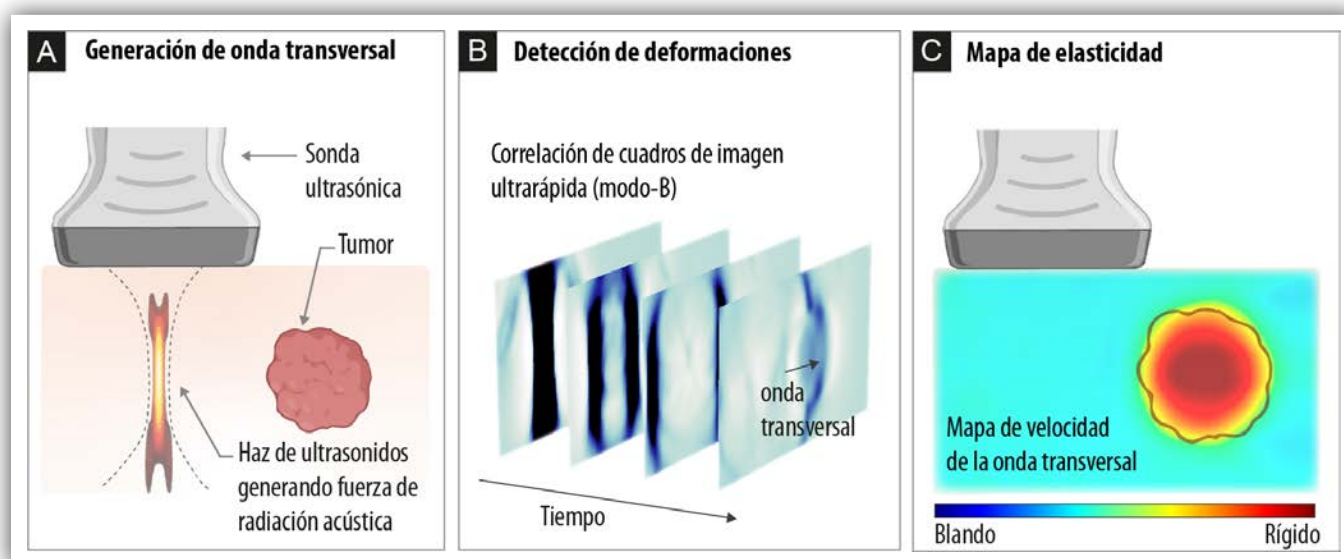 A Generación de onda transversal
Sonda
ultrasónica
Tumor
Haz de ultrasonidos
generando fuerza de
radiación acústica
B Detección de deformaciones
Correlación de cuadros de imagen
ultrarápida (modo-B)
onda
transversal
Tiempo
C Mapa de elasticidad
Mapa de velocidad
de la onda transversal
Blando Rígido